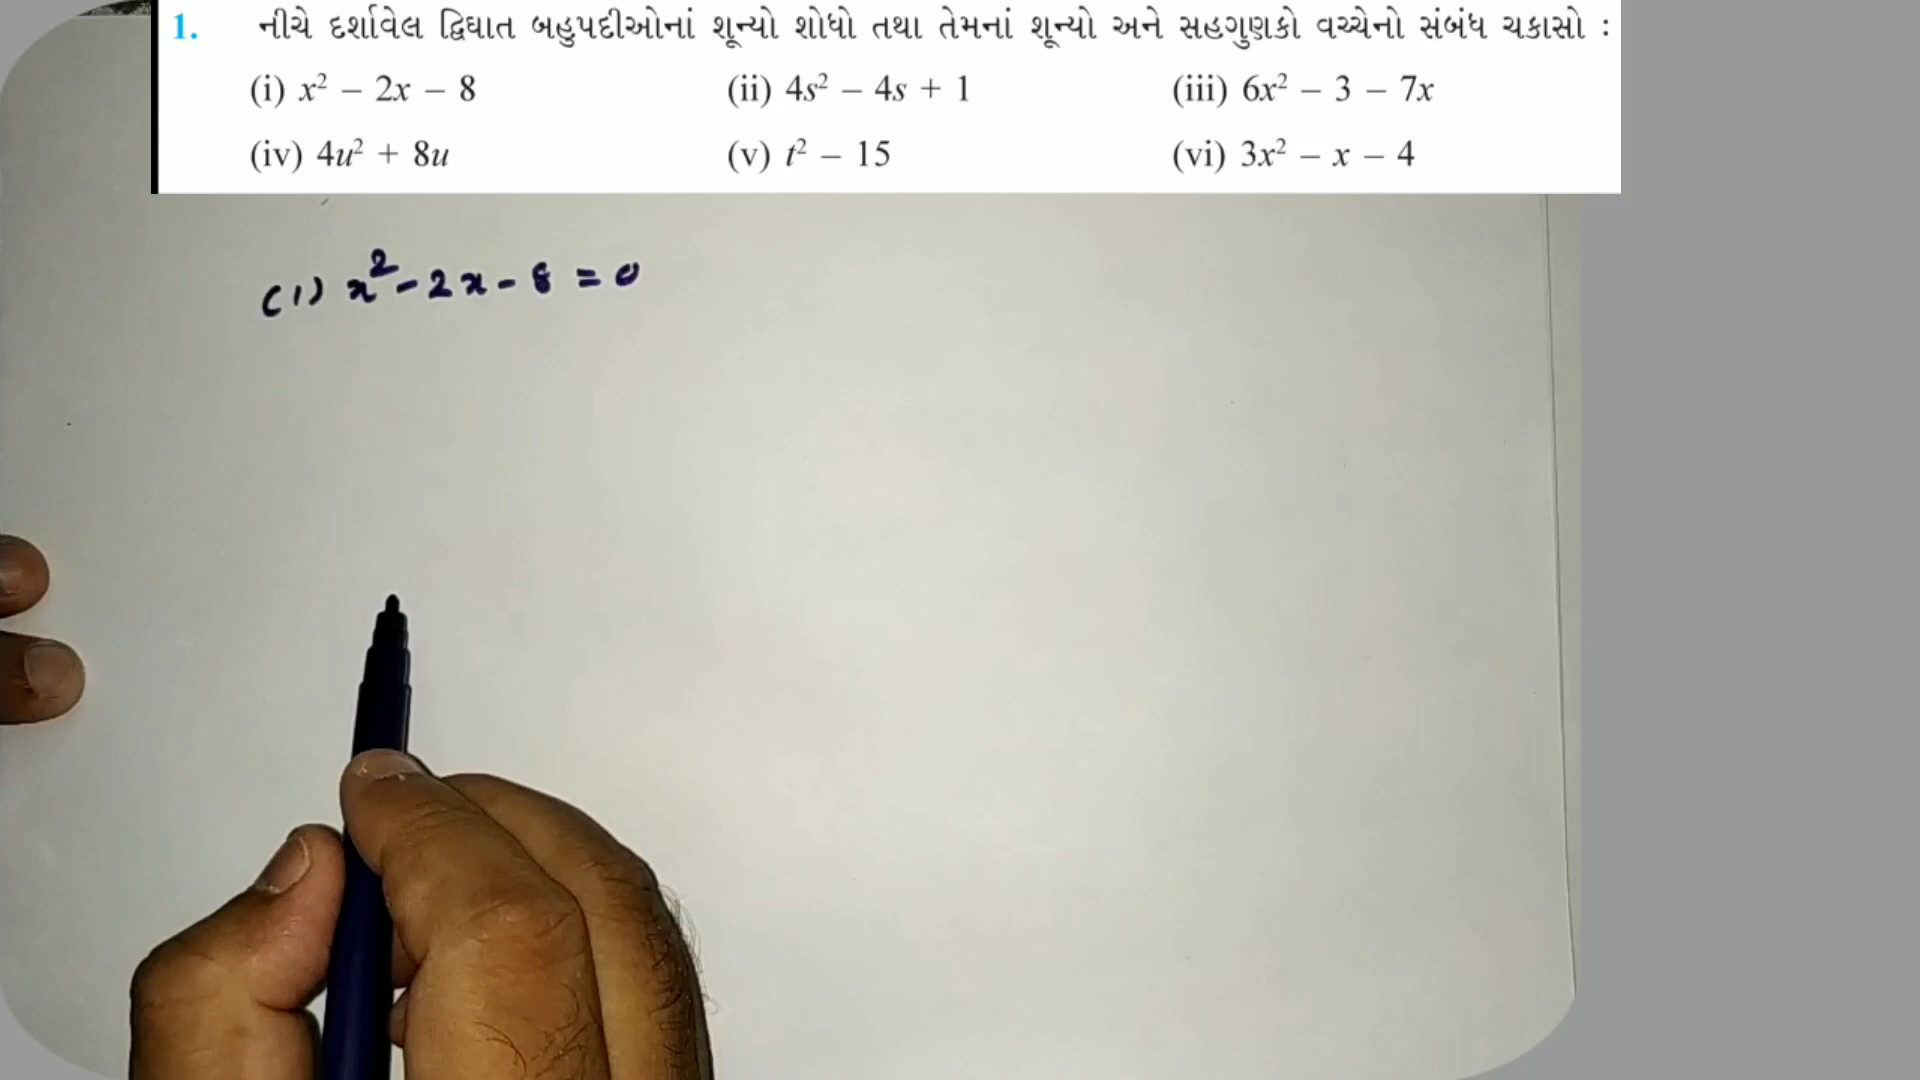 1. નીચે દર્શાવેલ દ્વિઘાત બહુપદીઓનાં શૂન્યો શોધો તથા તેમનાં શૂન્યો અને સહગુણકો વચ્ચેનો સંબંધ ચકાસો :
(i) x² – 2x – 8 (ii) 4s² – 4s + 1 (iii) 6x² – 3 – 7x
(iv) 4u² + 8u (v) t² – 15 (vi) 3x² – x – 4
(1) x² - 2x - 8 = 0